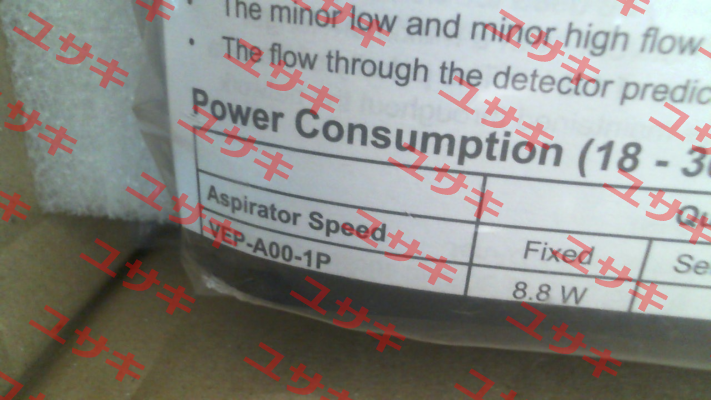 • The minor low and minor high flow
• The flow through the detector predic
Power Consumption (18 - 3
Aspirator Speed
Fixed
Se
VEP-A00-1P
8.8 W
ユサキ